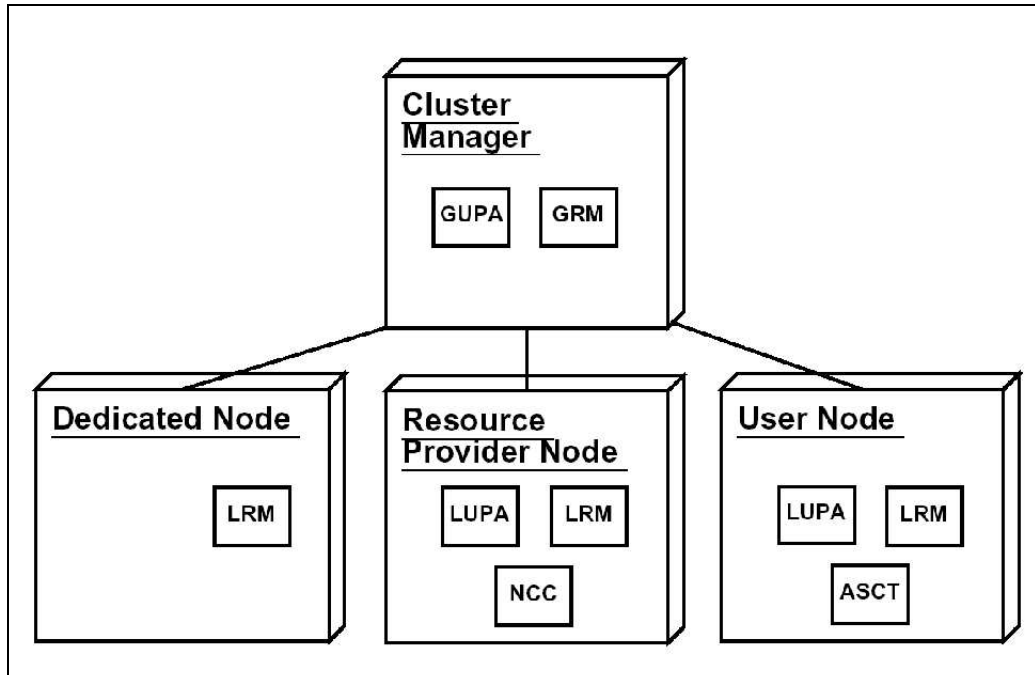 Cluster
Manager
GUPA
GRM
Dedicated Node
LRM
Resource
Provider Node
LUPA
LRM
NCC
User Node
LUPA
LRM
ASCT